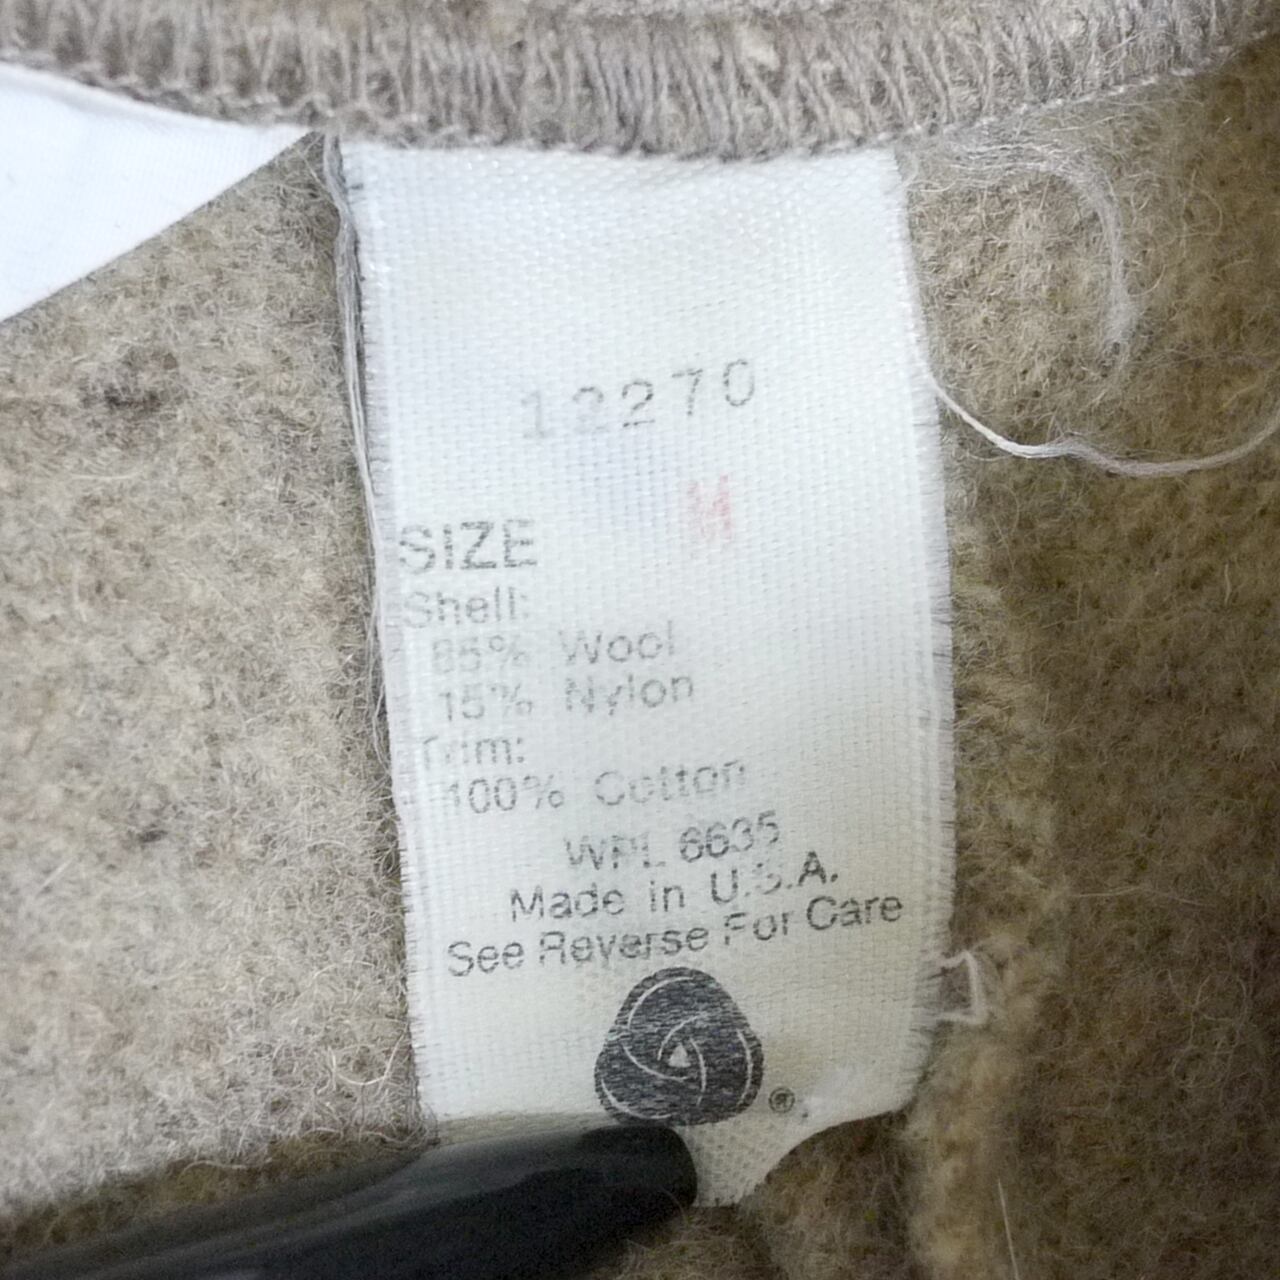 12270
M
SIZE
Shell:
85% Wool
15% Nylon
Trim:
100% Cotton
WPL 6635
Made in U.S.A.
See Reverse For Care
®